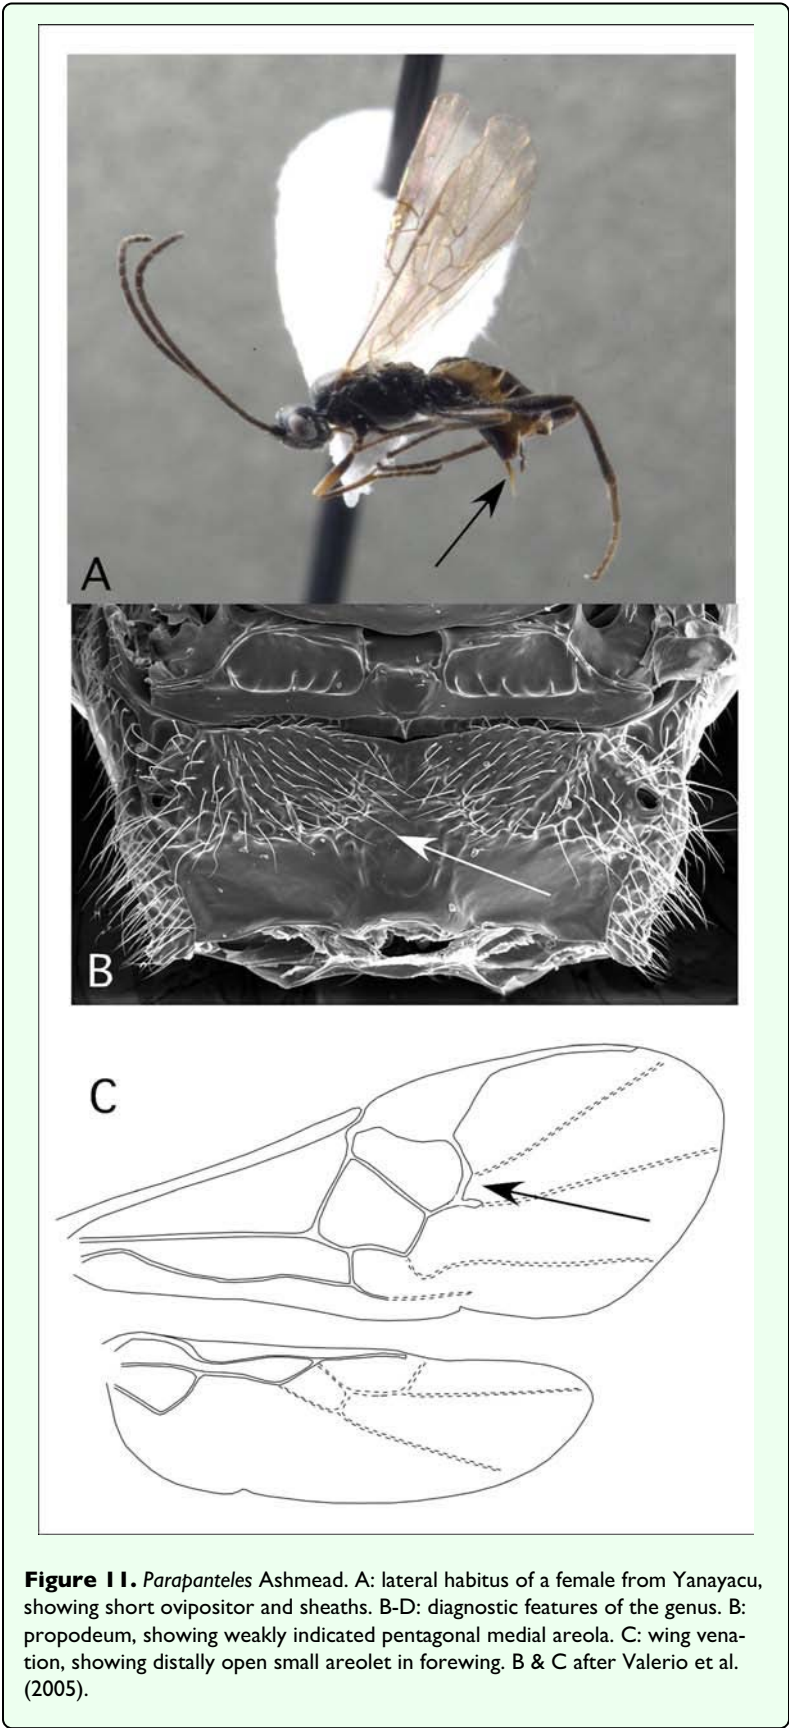 A
B
C
Figure 11. Parapanteles Ashmead. A: lateral habitus of a female from Yanayacu,
showing short ovipositor and sheaths. B-D: diagnostic features of the genus. B:
propodeum, showing weakly indicated pentagonal medial areola. C: wing vena-
tion, showing distally open small areolet in forewing. B & C after Valerio et al.
(2005).